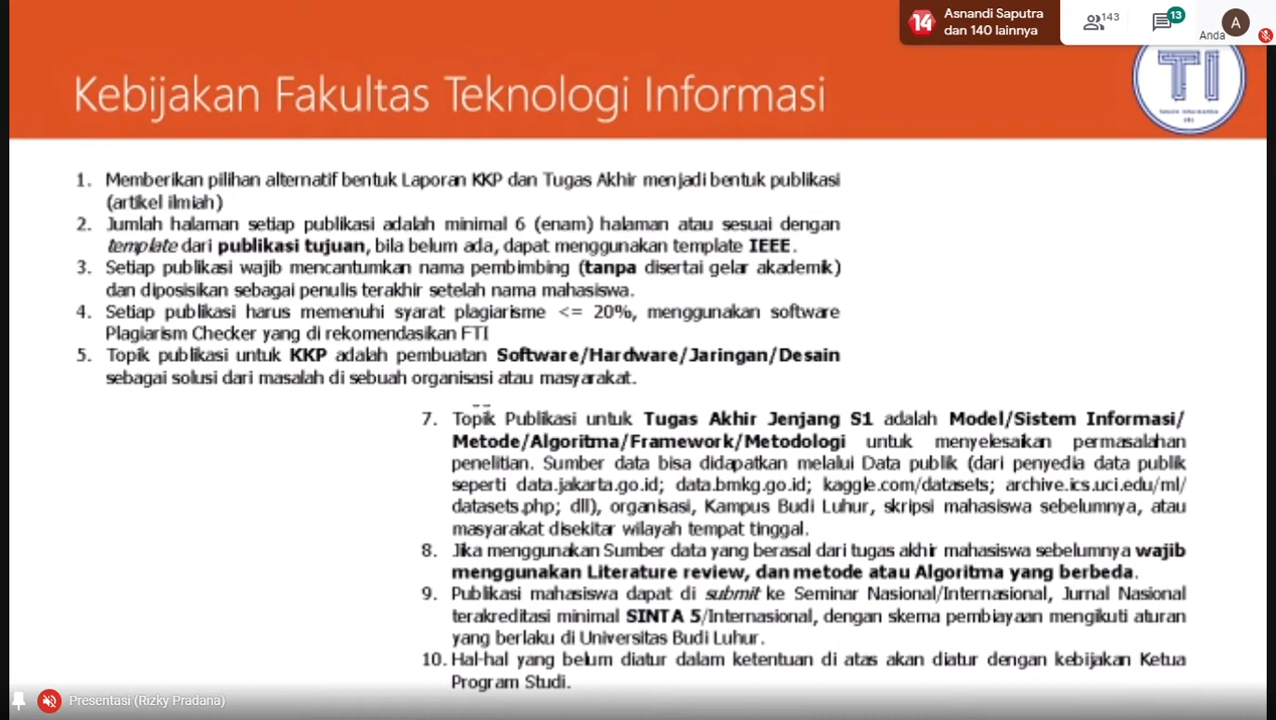 14
Asnandi Saputra
dan 140 lainnya
143
13
A
Anda
Kebijakan Fakultas Teknologi Informasi
TI
1. Memberikan pilihan alternatif bentuk Laporan KKP dan Tugas Akhir menjadi bentuk publikasi
(artikel ilmiah)
2. Jumlah halaman setiap publikasi adalah minimal 6 (enam) halaman atau sesuai dengan
template dari publikasi tujuan, bila belum ada, dapat menggunakan template IEEE.
3. Setiap publikasi wajib mencantumkan nama pembimbing (tanpa disertai gelar akademik)
dan diposisikan sebagai penulis terakhir setelah nama mahasiswa.
4. Setiap publikasi harus memenuhi syarat plagiarisme <= 20%, menggunakan software
Plagiarism Checker yang di rekomendasikan FTI
5. Topik publikasi untuk KKP adalah pembuatan Software/Hardware/Jaringan/Desain
sebagai solusi dari masalah di sebuah organisasi atau masyarakat.
7. Topik Publikasi untuk Tugas Akhir Jenjang S1 adalah Model/Sistem Informasi/
Metode/Algoritma/Framework/Metodologi untuk menyelesaikan permasalahan
penelitian. Sumber data bisa didapatkan melalui Data publik (dari penyedia data publik
seperti data.jakarta.go.id; data.bmkg.go.id; kaggle.com/datasets; archive.ics.uci.edu/ml/
datasets.php; dll), organisasi, Kampus Budi Luhur, skripsi mahasiswa sebelumnya, atau
masyarakat disekitar wilayah tempat tinggal.
8. Jika menggunakan Sumber data yang berasal dari tugas akhir mahasiswa sebelumnya wajib
menggunakan Literature review, dan metode atau Algoritma yang berbeda.
9. Publikasi mahasiswa dapat di submit ke Seminar Nasional/Internasional, Jurnal Nasional
terakreditasi minimal SINTA 5/Internasional, dengan skema pembiayaan mengikuti aturan
yang berlaku di Universitas Budi Luhur.
10. Hal-hal yang belum diatur dalam ketentuan di atas akan diatur dengan kebijakan Ketua
Program Studi.
Presentasi (Rizky Pradana)